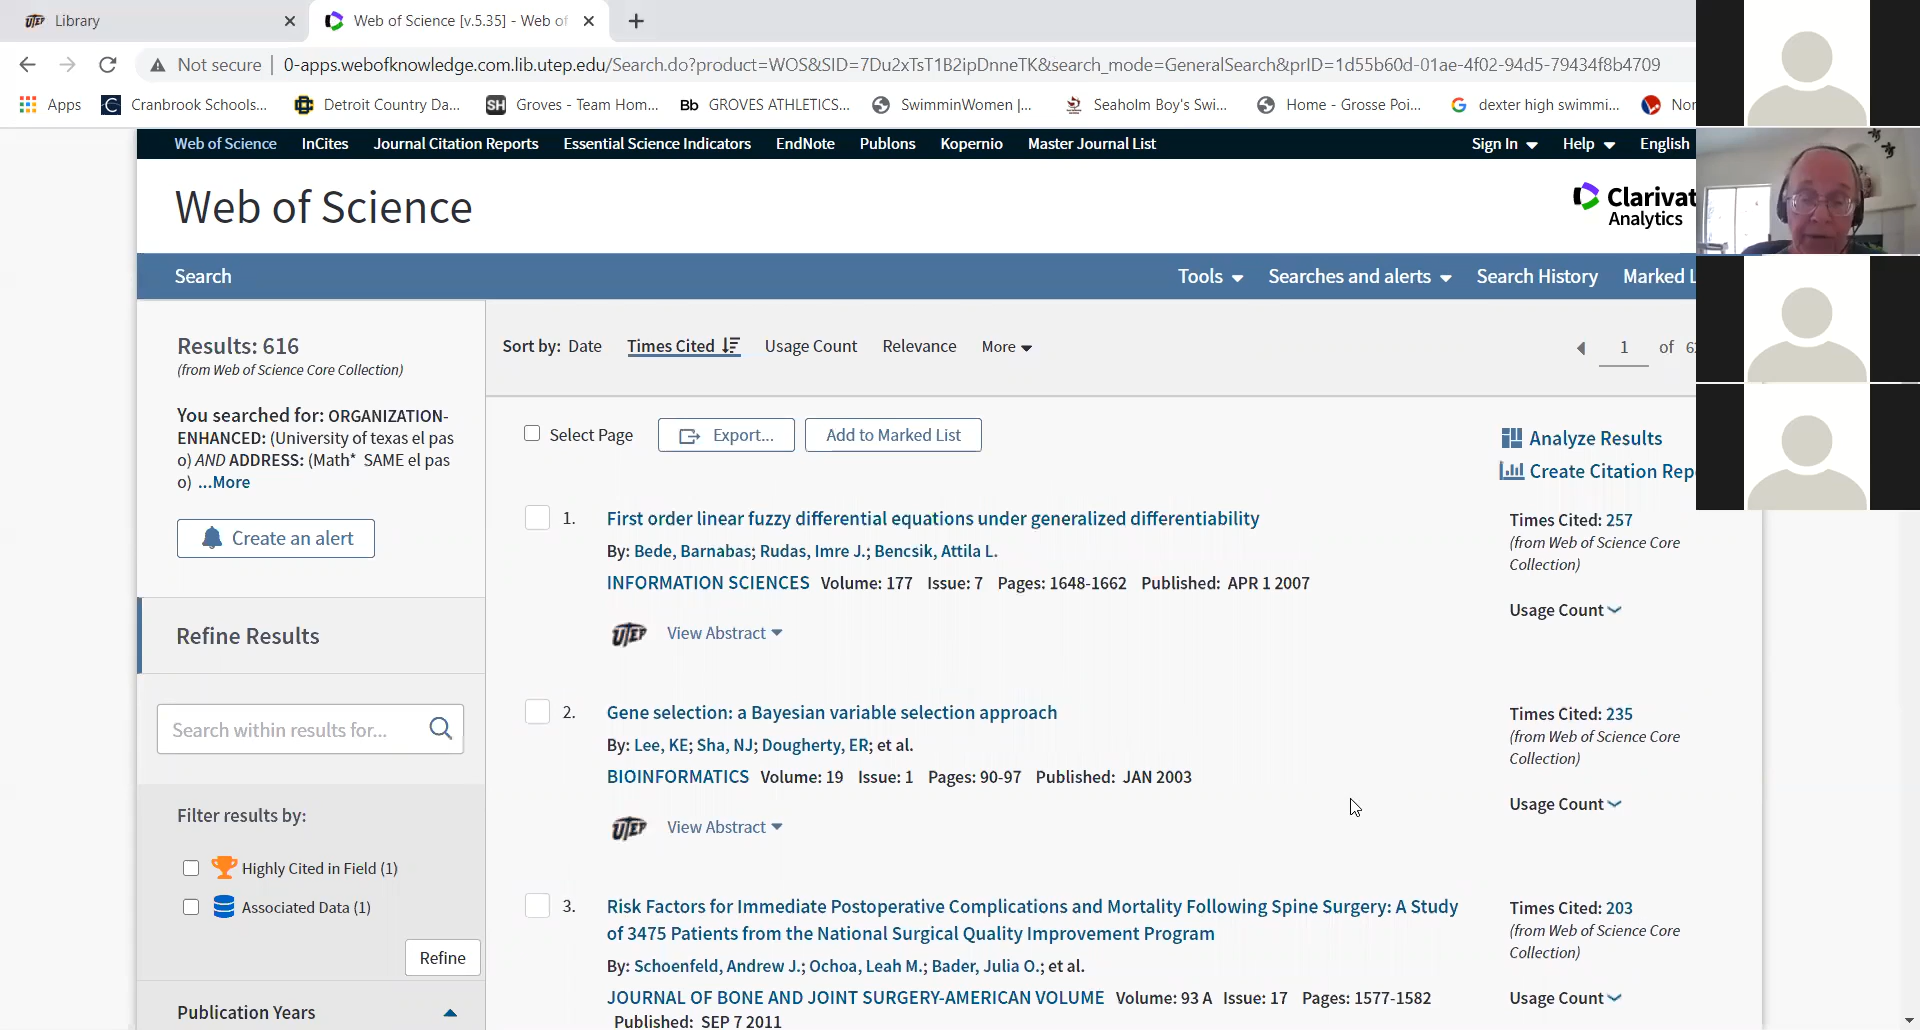 Library
Web of Science [v.5.35] - Web of
Not secure
0-apps.webofknowledge.com.lib.utep.edu/Search.do?product=WOS&SID=7Du2xTsT1B2ipDnneTK&search_mode=GeneralSearch&prID=1d55b60d-01ae-4f02-94d5-79434f8b4709
Apps
Cranbrook Schools...
Detroit Country Da...
SH Groves - Team Hom...
Bb GROVES ATHLETICS...
SwimminWomen |...
Seaholm Boy's Swi...
Home - Grosse Poi...
dexter high swimmi...
Nor
Web of Science InCites Journal Citation Reports Essential Science Indicators EndNote Publons Kopernio Master Journal List Sign In Help English
Web of Science
Clarivat
Analytics
Search Tools Searches and alerts Search History Marked L
Results: 616
(from Web of Science Core Collection)
You searched for: ORGANIZATION-
ENHANCED: (University of texas el pas
o) AND ADDRESS: (Math* SAME el pas
o) ...More
Create an alert
Refine Results
Search within results for...
Filter results by:
Highly Cited in Field (1)
Associated Data (1)
Refine
Publication Years
Sort by: Date Times Cited Usage Count Relevance More
1 of 6
Select Page Export... Add to Marked List
Analyze Results
Create Citation Rep
1. First order linear fuzzy differential equations under generalized differentiability
By: Bede, Barnabas; Rudas, Imre J.; Bencsik, Attila L.
INFORMATION SCIENCES Volume: 177 Issue: 7 Pages: 1648-1662 Published: APR 1 2007
UTEP View Abstract
Times Cited: 257
(from Web of Science Core
Collection)
Usage Count
2. Gene selection: a Bayesian variable selection approach
By: Lee, KE; Sha, NJ; Dougherty, ER; et al.
BIOINFORMATICS Volume: 19 Issue: 1 Pages: 90-97 Published: JAN 2003
UTEP View Abstract
Times Cited: 235
(from Web of Science Core
Collection)
Usage Count
3. Risk Factors for Immediate Postoperative Complications and Mortality Following Spine Surgery: A Study
of 3475 Patients from the National Surgical Quality Improvement Program
By: Schoenfeld, Andrew J.; Ochoa, Leah M.; Bader, Julia O.; et al.
JOURNAL OF BONE AND JOINT SURGERY-AMERICAN VOLUME Volume: 93A Issue: 17 Pages: 1577-1582
Published: SEP 7 2011
Times Cited: 203
(from Web of Science Core
Collection)
Usage Count